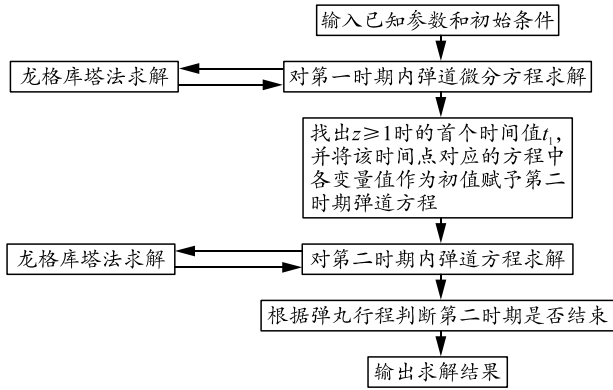 输入已知参数和初始条件
龙格库塔法求解
对第一时期内弹道微分方程求解
找出z≥1时的首个时间值t₁,
并将该时间点对应的方程中
各变量值作为初值赋予第二
时期弹道方程
龙格库塔法求解
对第二时期内弹道方程求解
根据弹丸行程判断第二时期是否结束
输出求解结果